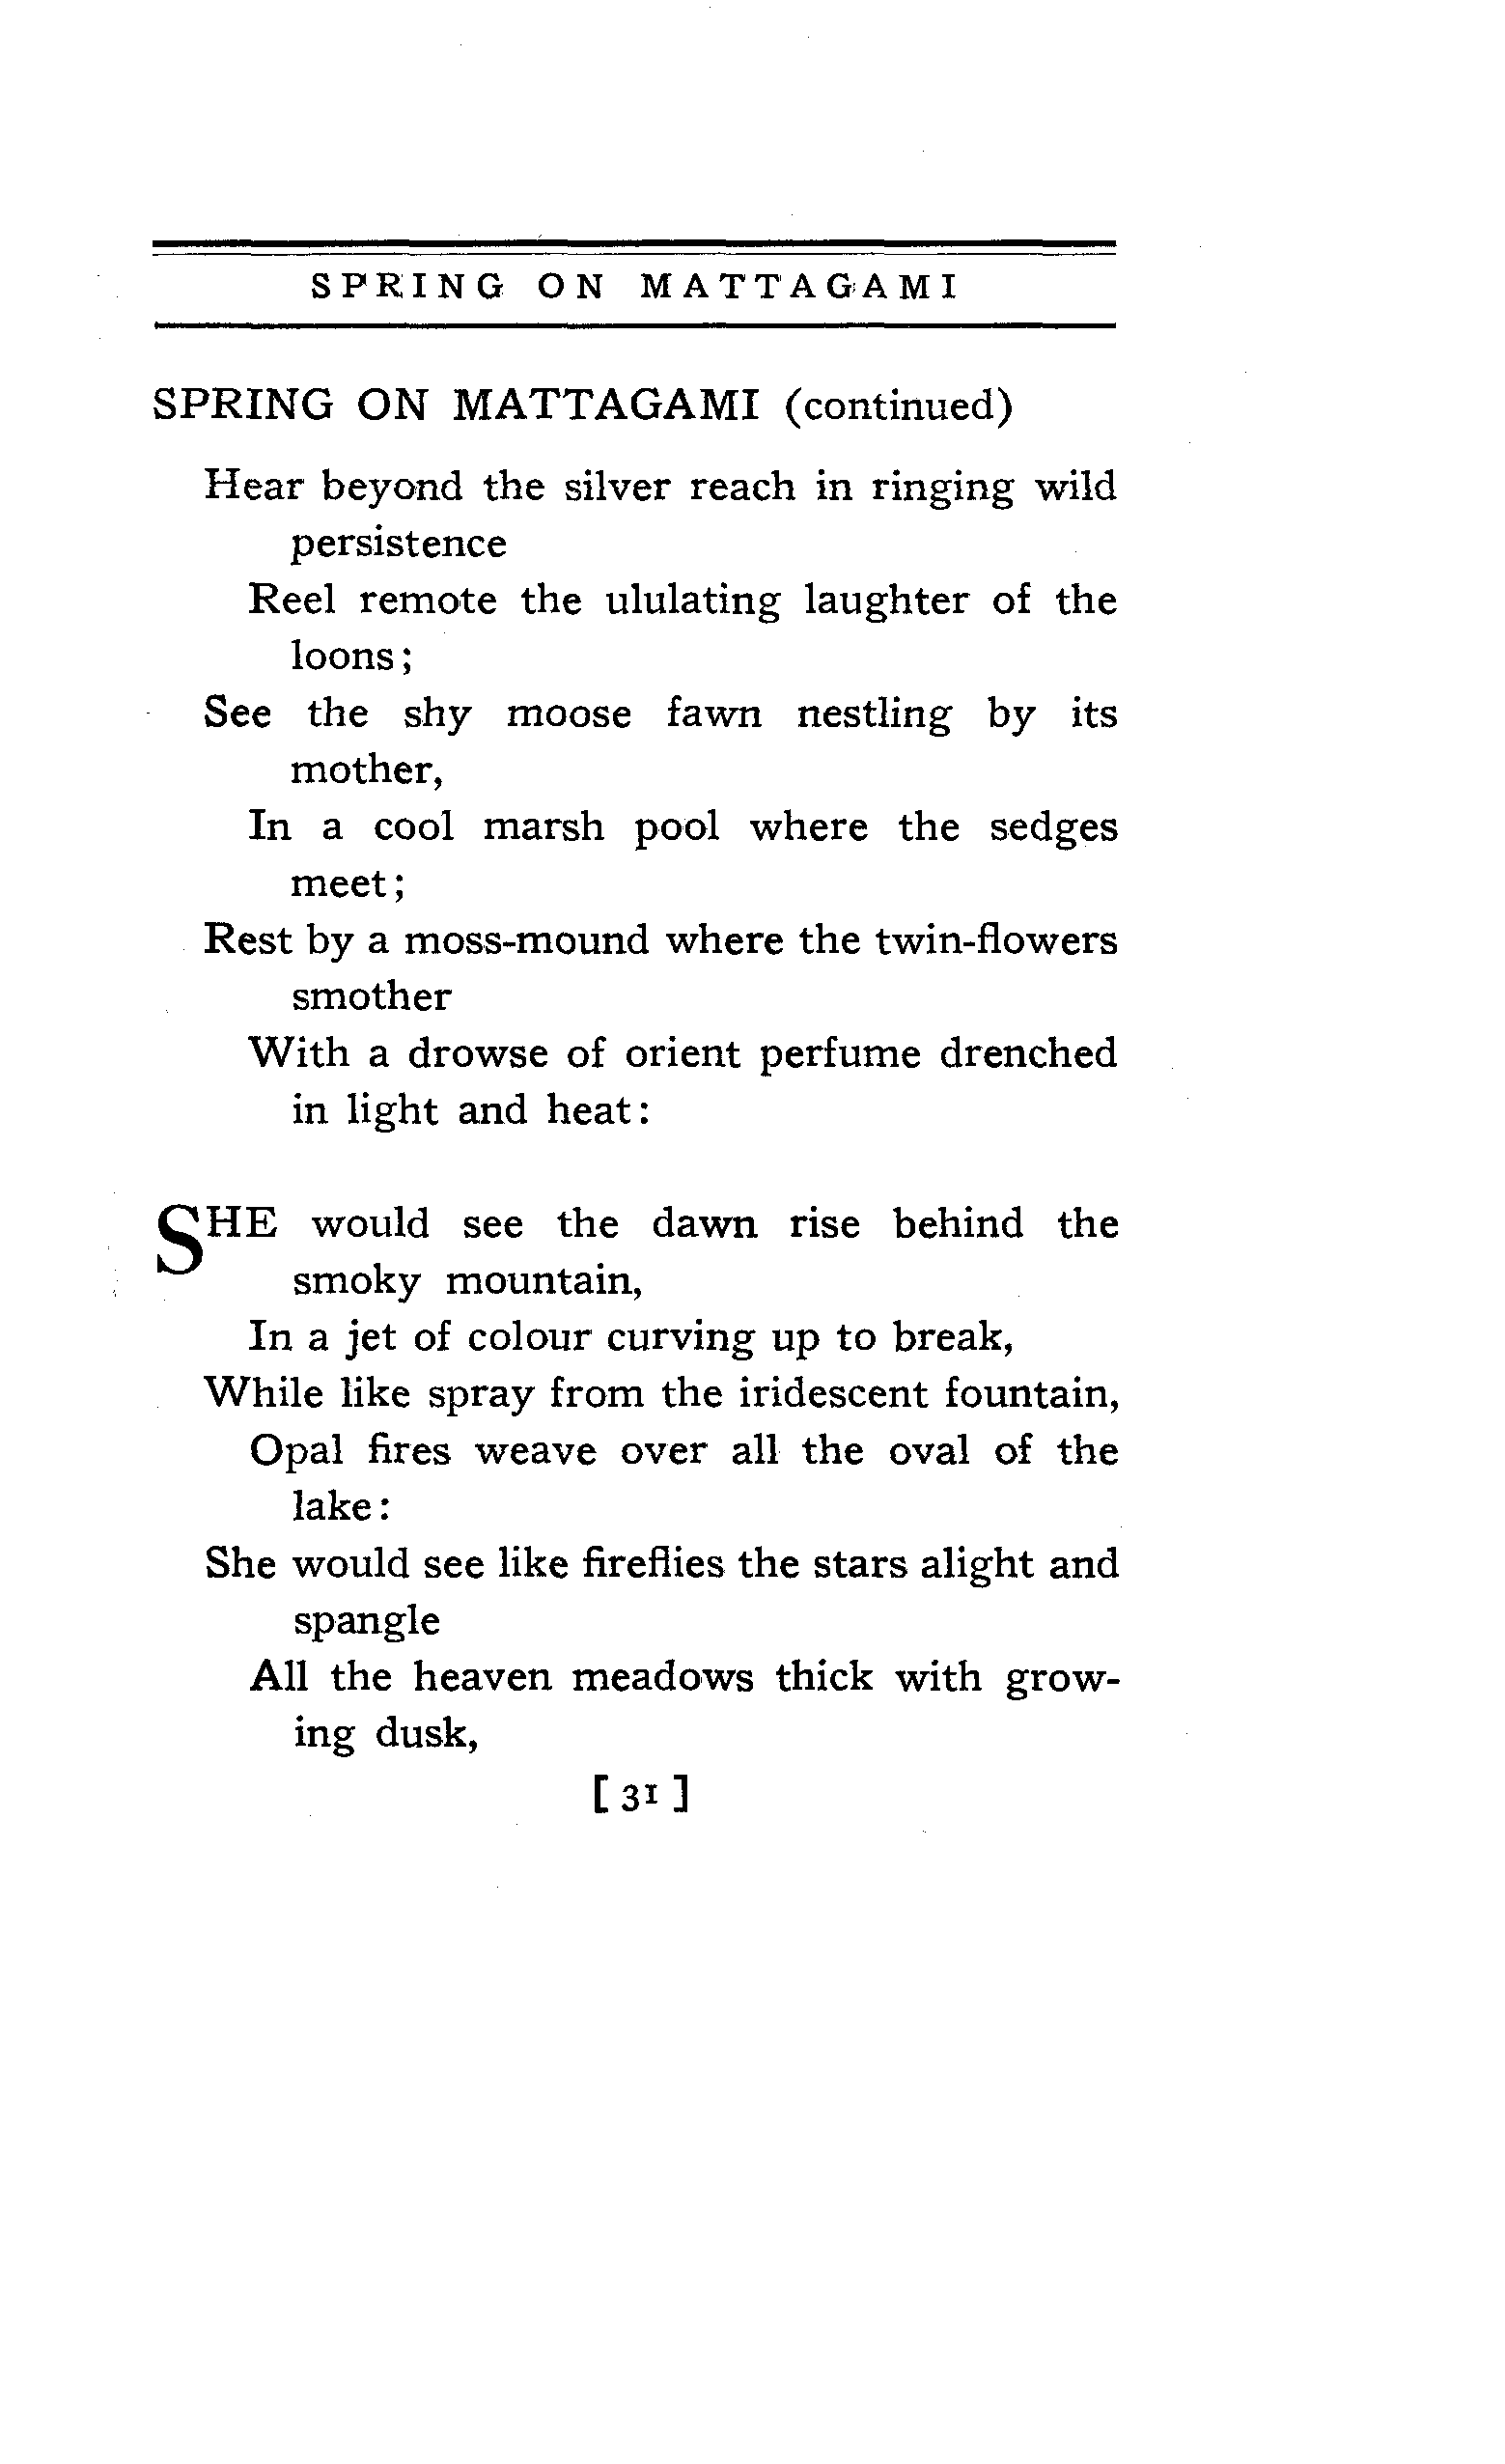 SPRING ON MATTAGAMI
SPRING ON MATTAGAMI (continued)
Hear beyond the silver reach in ringing wild
persistence
Reel remote the ululating laughter of the
loons;
See the shy moose fawn nestling by its
mother,
In a cool marsh pool where the sedges
meet;
Rest by a moss-mound where the twin-flowers
smother
With a drowse of orient perfume drenched
in light and heat:
SHE would see the dawn rise behind the
smoky mountain,
In a jet of colour curving up to break,
While like spray from the iridescent fountain,
Opal fires weave over all the oval of the
lake:
She would see like fireflies the stars alight and
spangle
All the heaven meadows thick with grow-
ing dusk,
[31]